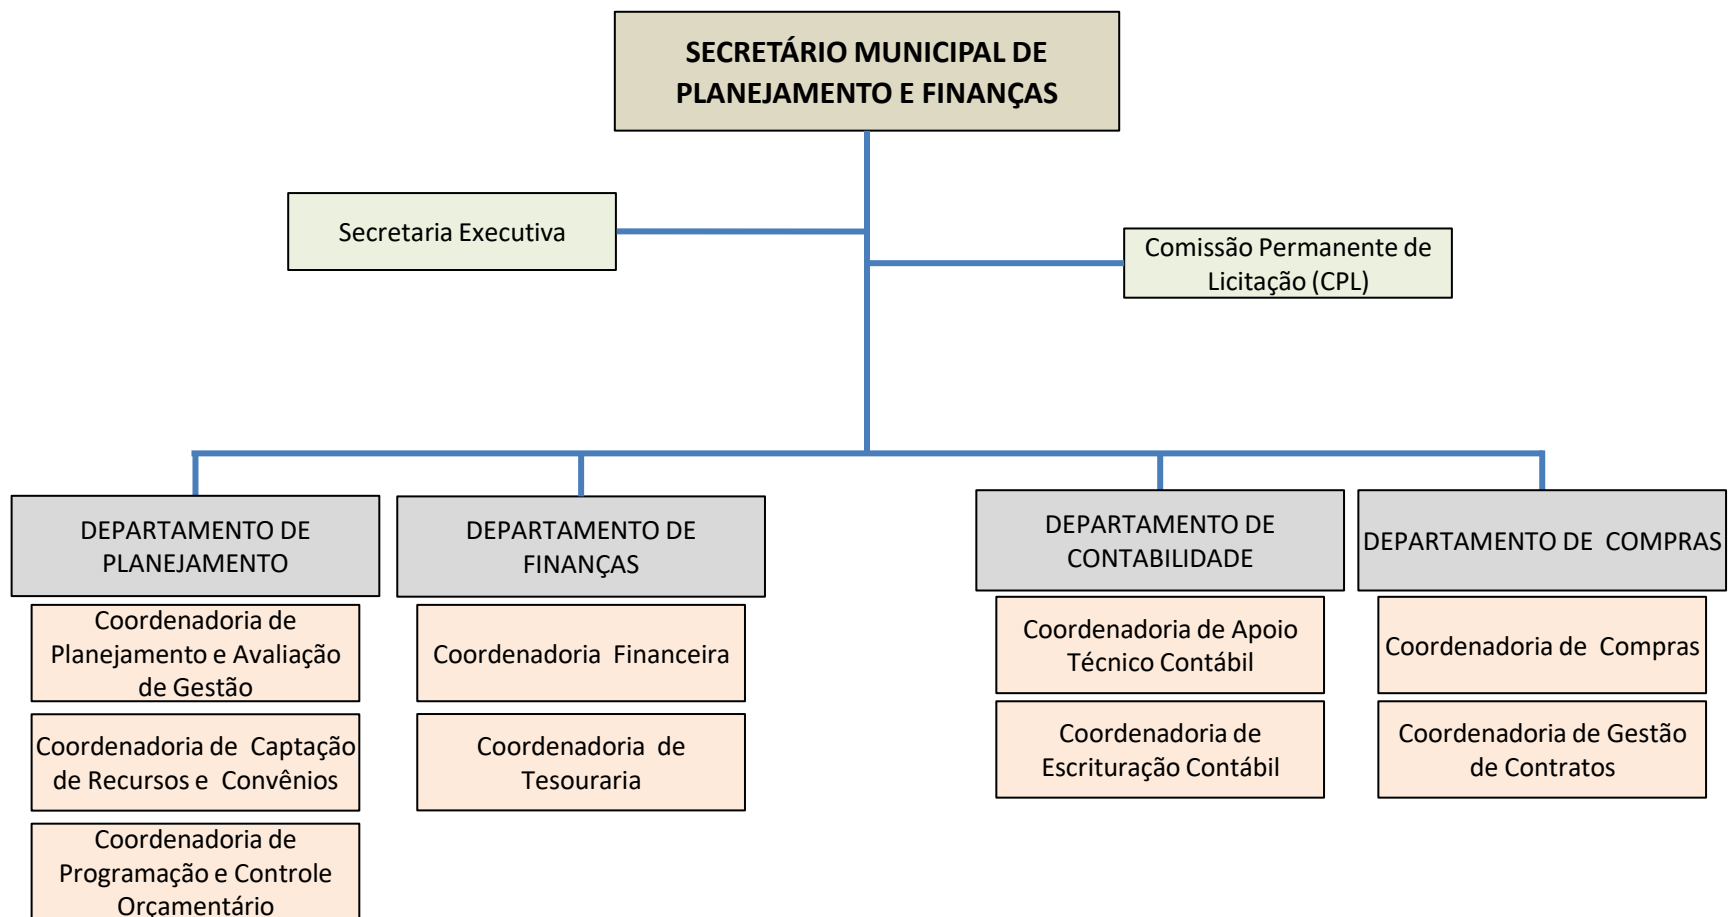 SECRETÁRIO MUNICIPAL DE
PLANEJAMENTO E FINANÇAS
Secretaria Executiva
Comissão Permanente de
Licitação (CPL)
DEPARTAMENTO DE
PLANEJAMENTO
Coordenadoria de
Planejamento e Avaliação
de Gestão
Coordenadoria de Captação
de Recursos e Convênios
Coordenadoria de
Programação e Controle
Orçamentário
DEPARTAMENTO DE
FINANÇAS
Coordenadoria Financeira
Coordenadoria de
Tesouraria
DEPARTAMENTO DE
CONTABILIDADE
Coordenadoria de Apoio
Técnico Contábil
Coordenadoria de
Escrituração Contábil
DEPARTAMENTO DE COMPRAS
Coordenadoria de Compras
Coordenadoria de Gestão
de Contratos